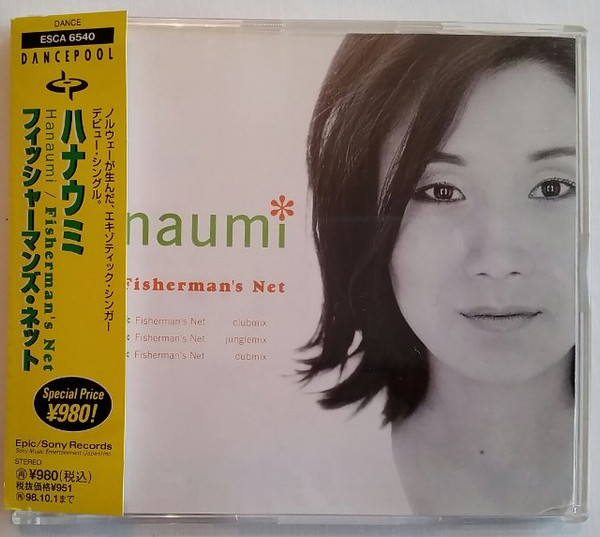 DANCE
ESCA 6540
DANCEPOOL
ハナウミ
Hanaumi / Fisherman's Net
フィッシャーマンズ・ネット
ノルウェーが生んだ、エキゾティック・シンガー
デビュー・シングル。
Special Price
¥980!
Epic/Sony Records
Sony Music Entertainment (Japan) Inc.
STEREO
再¥980(税込)
税抜価格¥951
再98.10.1まで
naumi*
Fisherman's Net
Fisherman's Net clubmix
Fisherman's Net junglemix
Fisherman's Net dubmix